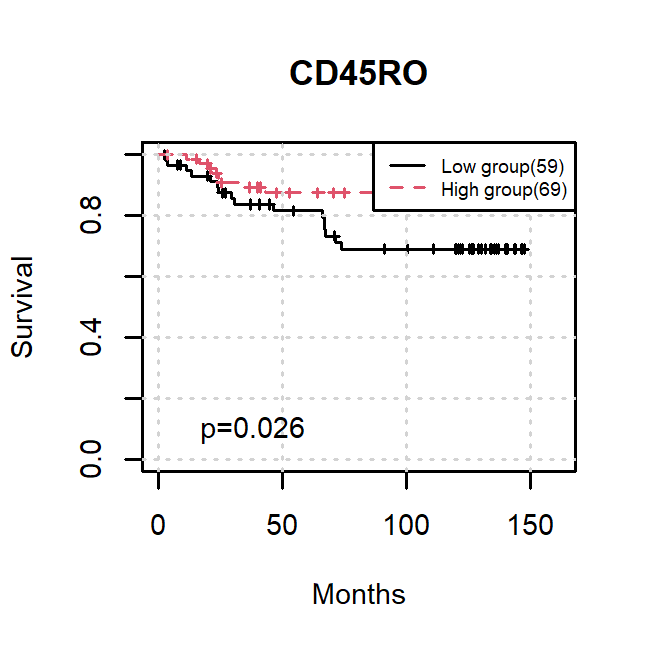 CD45RO
Low group(59)
High group(69)
0.8
0.4
0.0
Survival
p=0.026
0 50 100 150
Months